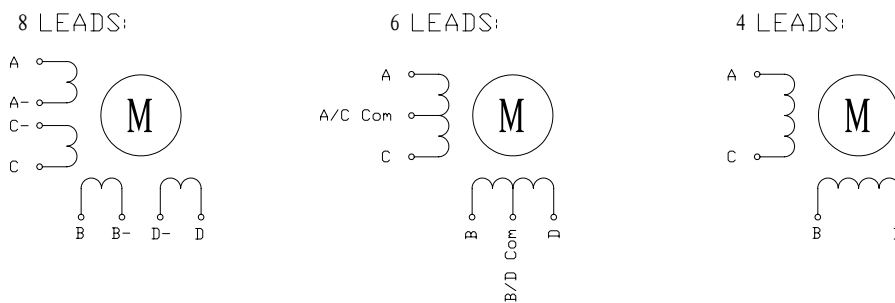 8 LEADS:
A
A-
C-
C
M
B B- D- D
6 LEADS:
A
A/C Com
C
M
B
B/D Com
D
4 LEADS:
A
C
M
B